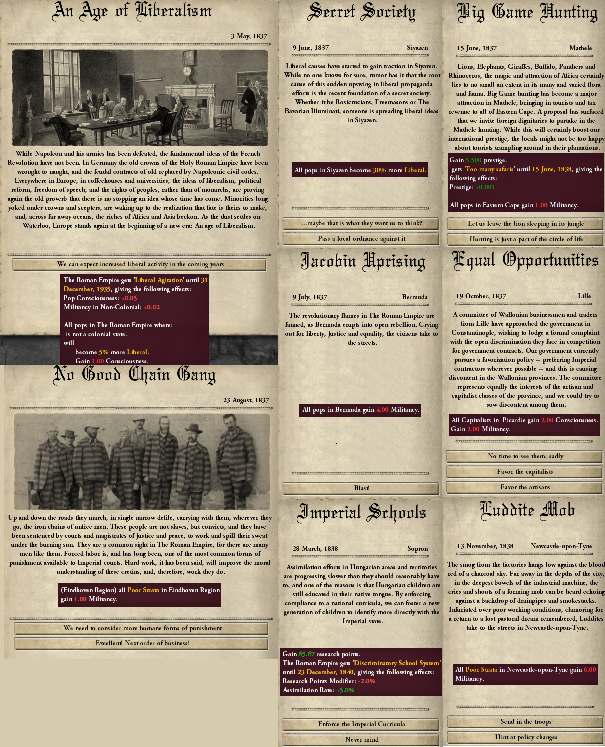 An Age of Liberalism
3 May, 1837
While Napoleon and his armies has been defeated, the fundamental ideas of the French
Revolution have not been. In Germany the old crowns of the Holy Roman Empire have been
wrought to naught, and the feudal contracts of old replaced by Napoleonic civil codes.
Everywhere in Europe, in coffeehouses and universities, the ideas of liberalism, political
reform, freedom of speech, and the rights of peoples, rather than of monarchs, are proving
again the old proverb that there is no stopping an idea whose time has come. Minorities long
yoked under crowns and scepters, are waking up to the realization that fate is theirs to make,
and, across far away oceans, the riches of Africa and Asia beckon. As the dust settles on
Waterloo, Europe stands again at the beginning of a new era: An age of Liberalism.
We can expect increased liberal activity in the coming years
The Roman Empire gets 'Liberal Agitation' until 31
December, 1935, giving the following effects:
Pop Consciousness: +0.05
Militancy in Non-Colonial: +0.02
All pops in The Roman Empire where:
is not a colonial state.
will
become 5% more Liberal.
Gain 1.00 Consciousness.
No Good Chain Gang
23 August, 1837
Up and down the roads they march, in single narrow defile, carrying with them, wherever they
go, the iron chains of unfree men. These people are not slaves, but convicts, and they have
been sentenced by courts and magistrates of justice and peace, to work and spill their sweat
under the burning sun. They are a common sight in The Roman Empire, for there are many
men like them. Forced labor is, and has long been, one of the most common forms of
punishment available to Imperial courts. Hard work, it has been said, will improve the moral
understanding of these cretins, and, therefore, work they do.
(Eindhoven Region) all Poor Strata in Eindhoven Region
gain 1.00 Militancy.
We need to consider more humane forms of punishment
Excellent! Next order of business!
Secret Society
9 June, 1837 Siyazen
Liberal causes have started to gain traction in Siyazen.
While no one knows for sure, rumor has it that the root
cause of this sudden upswing in liberal propaganda
efforts is the recent foundation of a secret society.
Whether it be Rosicrucians, Freemasons or The
Bavarian Illuminati, someone is spreading liberal ideas
in Siyazen.
All pops in Siyazen become 30% more Liberal.
...maybe that is what they want us to think?
Pass a local ordinance against it
Jacobin Uprising
9 July, 1837 Bermuda
The revolutionary flames in The Roman Empire are
fanned, as Bermuda erupts into open rebellion. Crying
out for liberty, justice and equality, the citizens take to
the streets.
All pops in Bermuda gain 4.00 Militancy.
Blast!
Imperial Schools
28 March, 1838 Sopron
Assimilation efforts in Hungarian areas and territories
are progressing slower than they should reasonably have
to, and one of the reasons is that Hungarian children are
still educated in their native tongue. By enforcing
compliance to a national curricula, we can foster a new
generation of children to identify more directly with the
Imperial state.
Gain research points.
The Roman Empire gets 'Discriminatory School System'
until 23 December, 1840, giving the following effects:
Research Points Modifier: -2.0%
Assimilation Rate: +5.0%
Enforce the Imperial Curricula
Never mind
Big Game Hunting
15 June, 1837 Mathele
Lions, Elephants, Giraffes, Buffalo, Panthers and
Rhinoceros, the magic and attraction of Africa certainly
lies to no small an extent in its many and varied flora
and fauna. Big Game hunting has become a major
attraction in Mathele, bringing in tourists and tax
revenue to all of Eastern Cape. A proposal has surfaced
that we invite foreign dignitaries to partake in the
Mathele hunting. While this will certainly boost our
international prestige, the locals might not be too happy
about tourists trampling around in their plantations.
Gain prestige.
gets 'Too many safaris' until 15 June, 1838, giving the
following effects:
Prestige: +0.001
All pops in Eastern Cape gain 1.00 Militancy.
Let us leave the lion sleeping in its jungle
Hunting is just a part of the circle of life
Equal Opportunities
19 October, 1837 Lille
A committee of Wallonian businessmen and traders
from Lille have approached the government in
Constantinople, wishing to lodge a formal complaint
with the open discrimination they face in competition
for government contracts. Our government currently
pursues a favorization policy -- preferring Imperial
contractors wherever possible -- and this is causing
discontent in the Wallonian provinces. The committee
represents equally the interests of the artisan and
capitalist classes of the province, and we could try to
sow discontent among them.
All Capitalists in Picardie gain 2.00 Consciousness.
Gain 2.00 Militancy.
No time to see them, sadly
Favor the capitalists
Favor the artisans
Luddite Mob
13 November, 1838 Newcastle-upon-Tyne
The smog from the factories hangs low against the blood
red of a clouded sky. Far away in the depths of the city,
in the deepest bowels of the industrial machine, the
cries and shouts of a forming mob can be heard echoing
against a backdrop of drainpipes and smokestacks.
Infuriated over poor working conditions, clamoring for
a return to a lost pastoral dream remembered, Luddites
take to the streets in Newcastle-upon-Tyne.
All Poor Strata in Newcastle-upon-Tyne gain 6.00
Militancy.
Send in the troops
Hint at policy changes